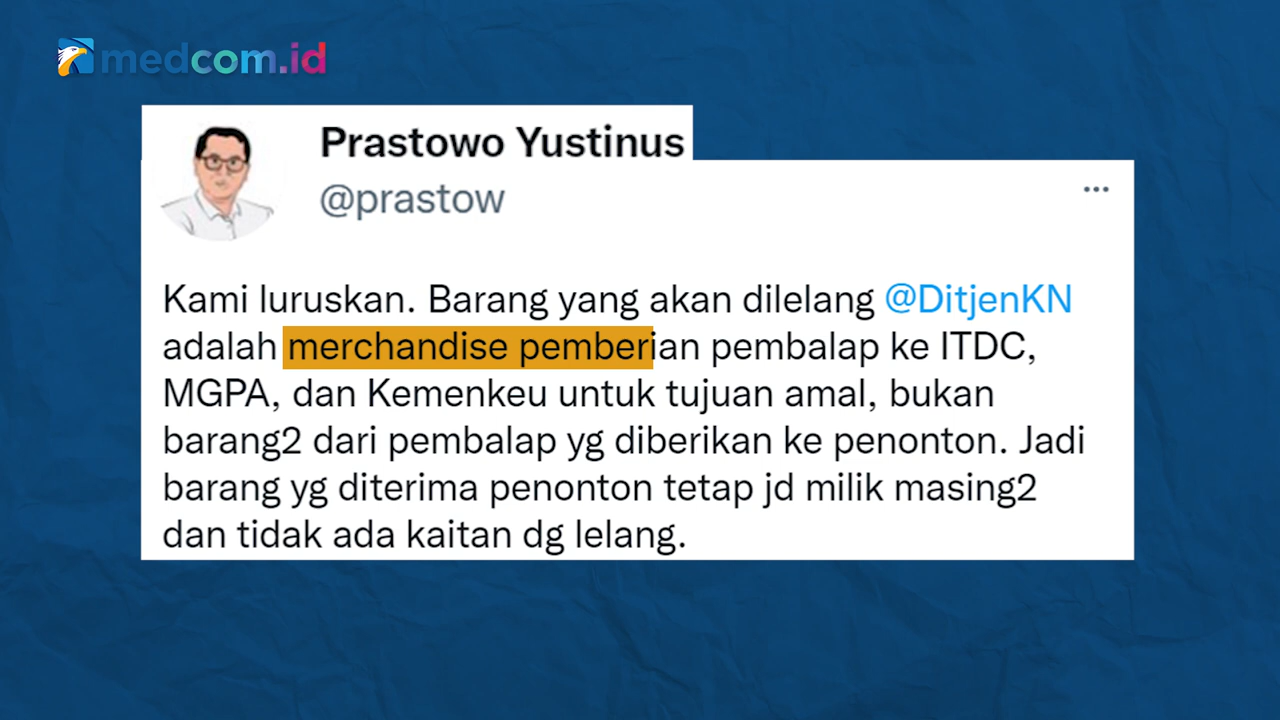 medcom.id
Prastowo Yustinus
@prastow
Kami luruskan. Barang yang akan dilelang @DitjenKN
adalah merchandise pemberian pembalap ke ITDC,
MGPA, dan Kemenkeu untuk tujuan amal, bukan
barang2 dari pembalap yg diberikan ke penonton. Jadi
barang yg diterima penonton tetap jd milik masing2
dan tidak ada kaitan dg lelang.